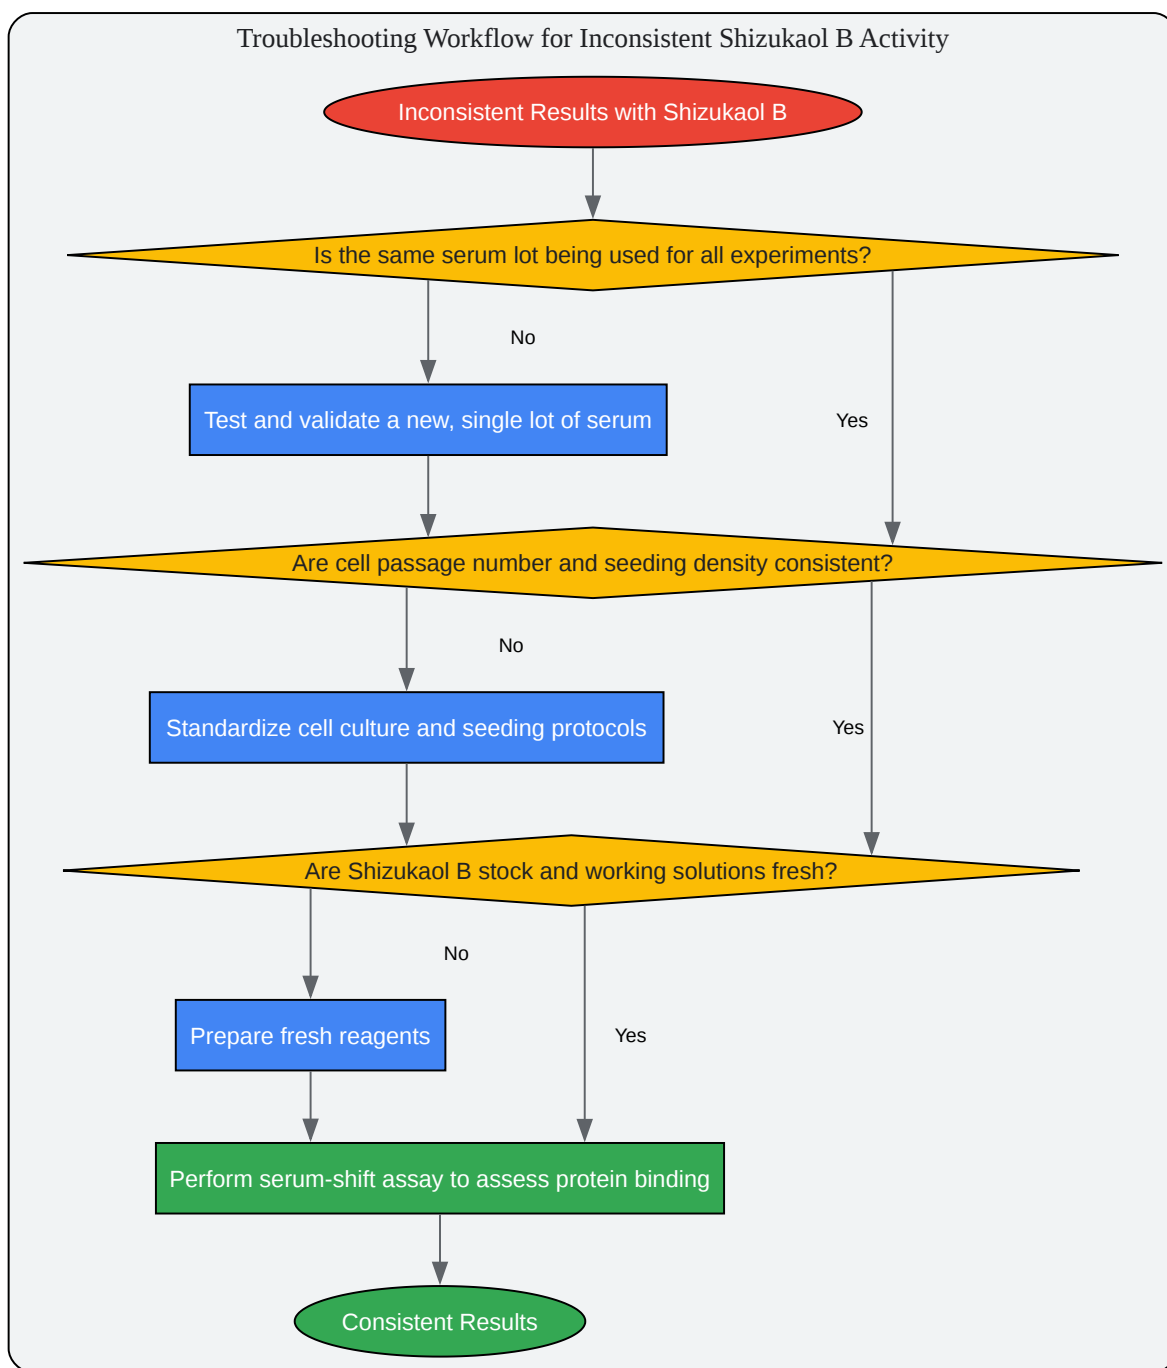 Troubleshooting Workflow for Inconsistent Shizukaol B Activity
Inconsistent Results with Shizukaol B
Is the same serum lot being used for all experiments?
No
Test and validate a new, single lot of serum
Yes
Are cell passage number and seeding density consistent?
No
Standardize cell culture and seeding protocols
Yes
Are Shizukaol B stock and working solutions fresh?
No
Prepare fresh reagents
Yes
Perform serum-shift assay to assess protein binding
Consistent Results